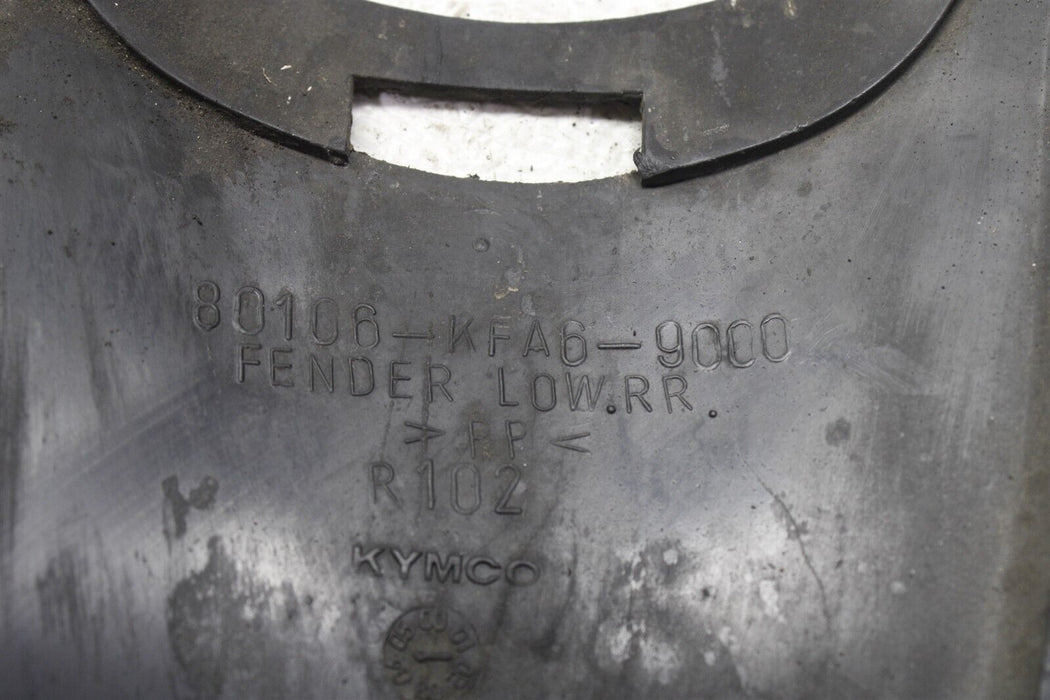 80106-KFA6-9000
FENDER LOW.RR.
>PP<
R102
KYMCO